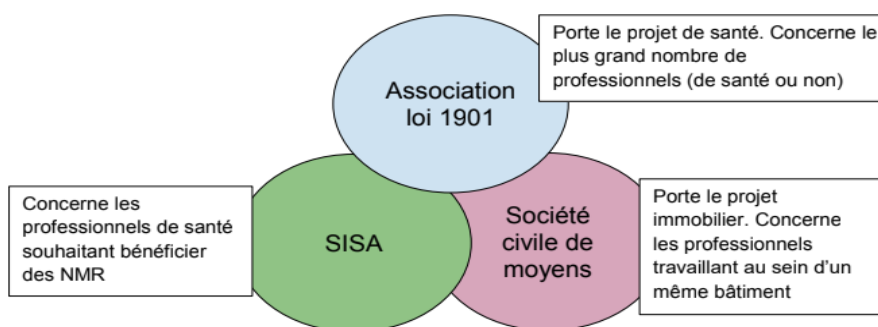 Porte le projet de santé. Concerne le
plus grand nombre de
professionnels (de santé ou non)
Association
loi 1901
Concerne les
professionnels de santé
souhaitant bénéficier
des NMR
SISA
Société
civile de
moyens
Porte le projet
immobilier. Concerne
les professionnels
travaillant au sein d'un
même bâtiment